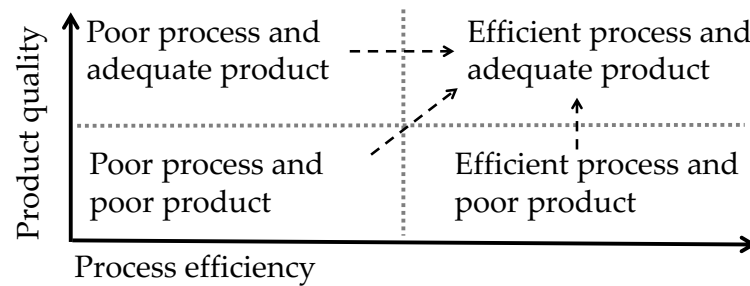 Product quality
Poor process and
adequate product
Efficient process and
adequate product
Poor process and
poor product
Efficient process and
poor product
Process efficiency